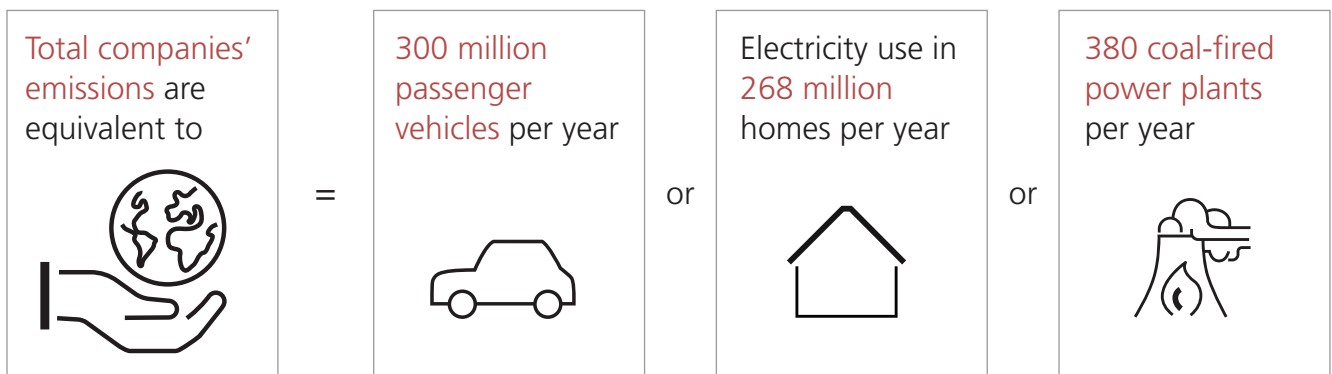 Total companies’
emissions are
equivalent to
=
300 million
passenger
vehicles per year
or
Electricity use in
268 million
homes per year
or
380 coal-fired
power plants
per year